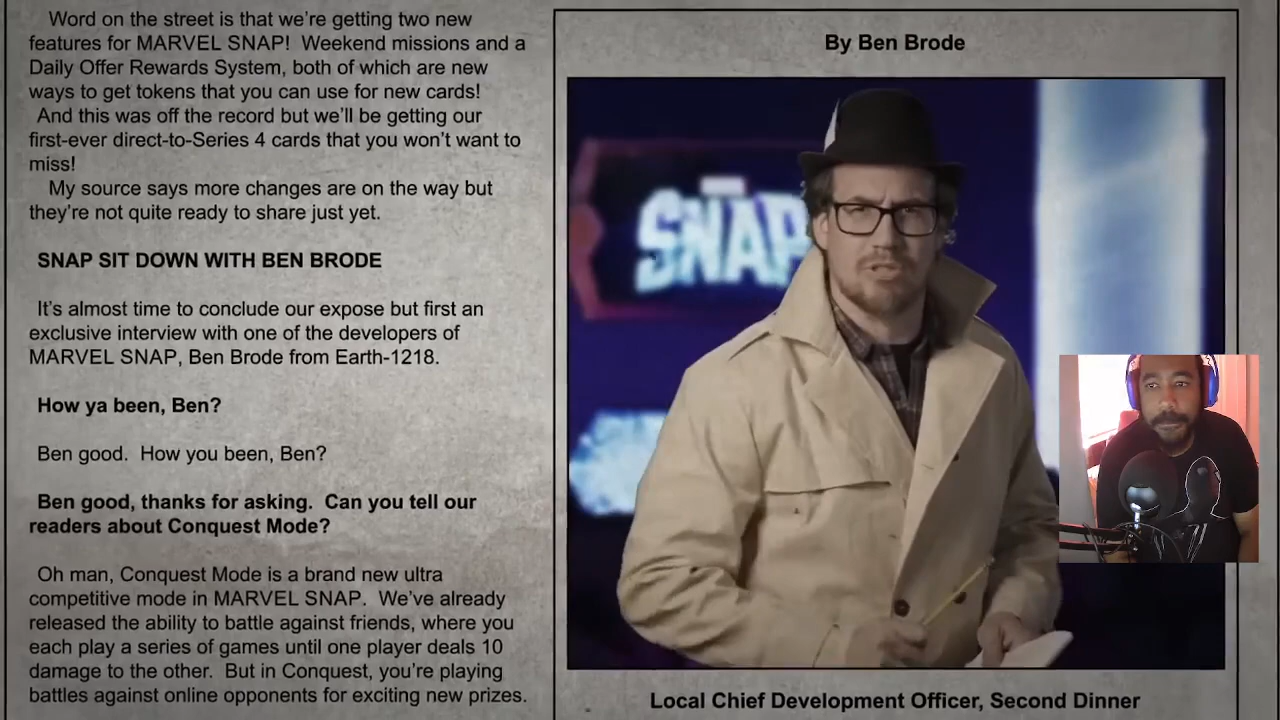 Word on the street is that we're getting two new
features for MARVEL SNAP!  Weekend missions and a
Daily Offer Rewards System, both of which are new
ways to get tokens that you can use for new cards!
And this was off the record but we'll be getting our
first-ever direct-to-Series 4 cards that you won't want to
miss!
My source says more changes are on the way but
they're not quite ready to share just yet.
SNAP SIT DOWN WITH BEN BRODE
It's almost time to conclude our expose but first an
exclusive interview with one of the developers of
MARVEL SNAP, Ben Brode from Earth-1218.
How ya been, Ben?
Ben good.  How you been, Ben?
Ben good, thanks for asking.  Can you tell our
readers about Conquest Mode?
Oh man, Conquest Mode is a brand new ultra
competitive mode in MARVEL SNAP.  We've already
released the ability to battle against friends, where you
each play a series of games until one player deals 10
damage to the other.  But in Conquest, you're playing
battles against online opponents for exciting new prizes.
By Ben Brode
SNAP
Local Chief Development Officer, Second Dinner